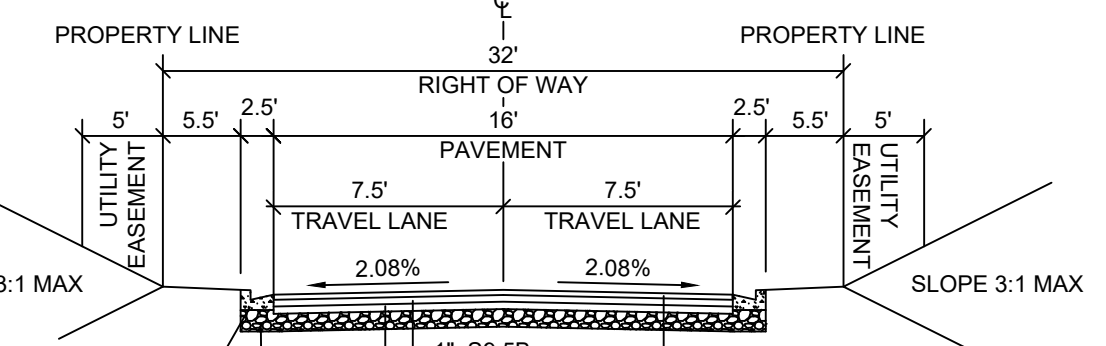 ℄
PROPERTY LINE
PROPERTY LINE
32'
RIGHT OF WAY
5'
5.5'
2.5'
16'
2.5'
5.5'
5'
PAVEMENT
UTILITY
EASEMENT
UTILITY
EASEMENT
7.5'
7.5'
TRAVEL LANE
TRAVEL LANE
2.08%
2.08%
3:1 MAX
SLOPE 3:1 MAX